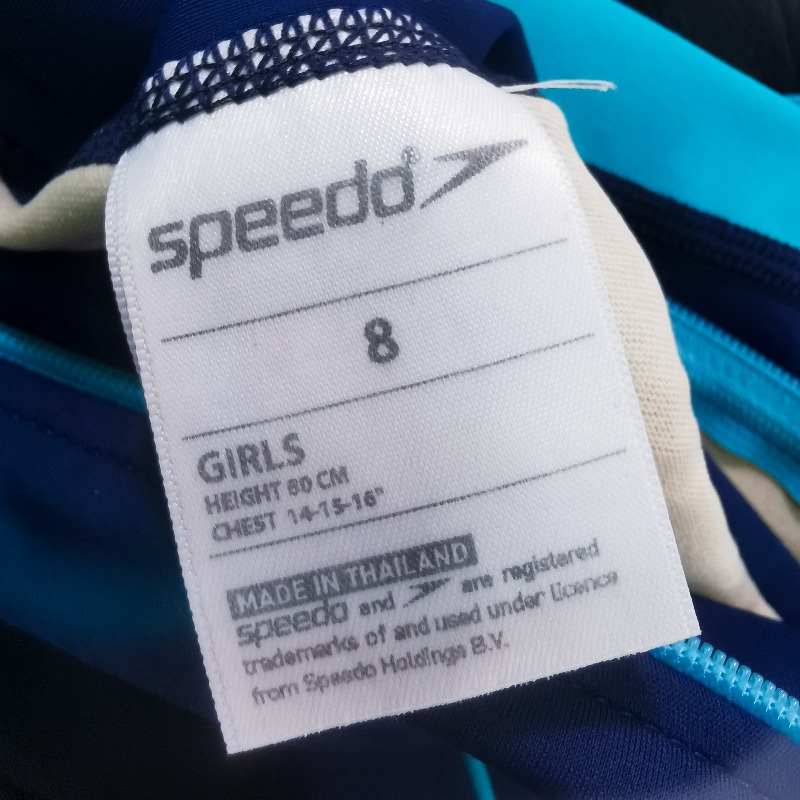 speedo®
8
GIRLS
HEIGHT 80 CM
CHEST 14-15-16"
MADE IN THAILAND
speedo and are registered
trademarks of and used under licence
from Speedo Holdings B.V.